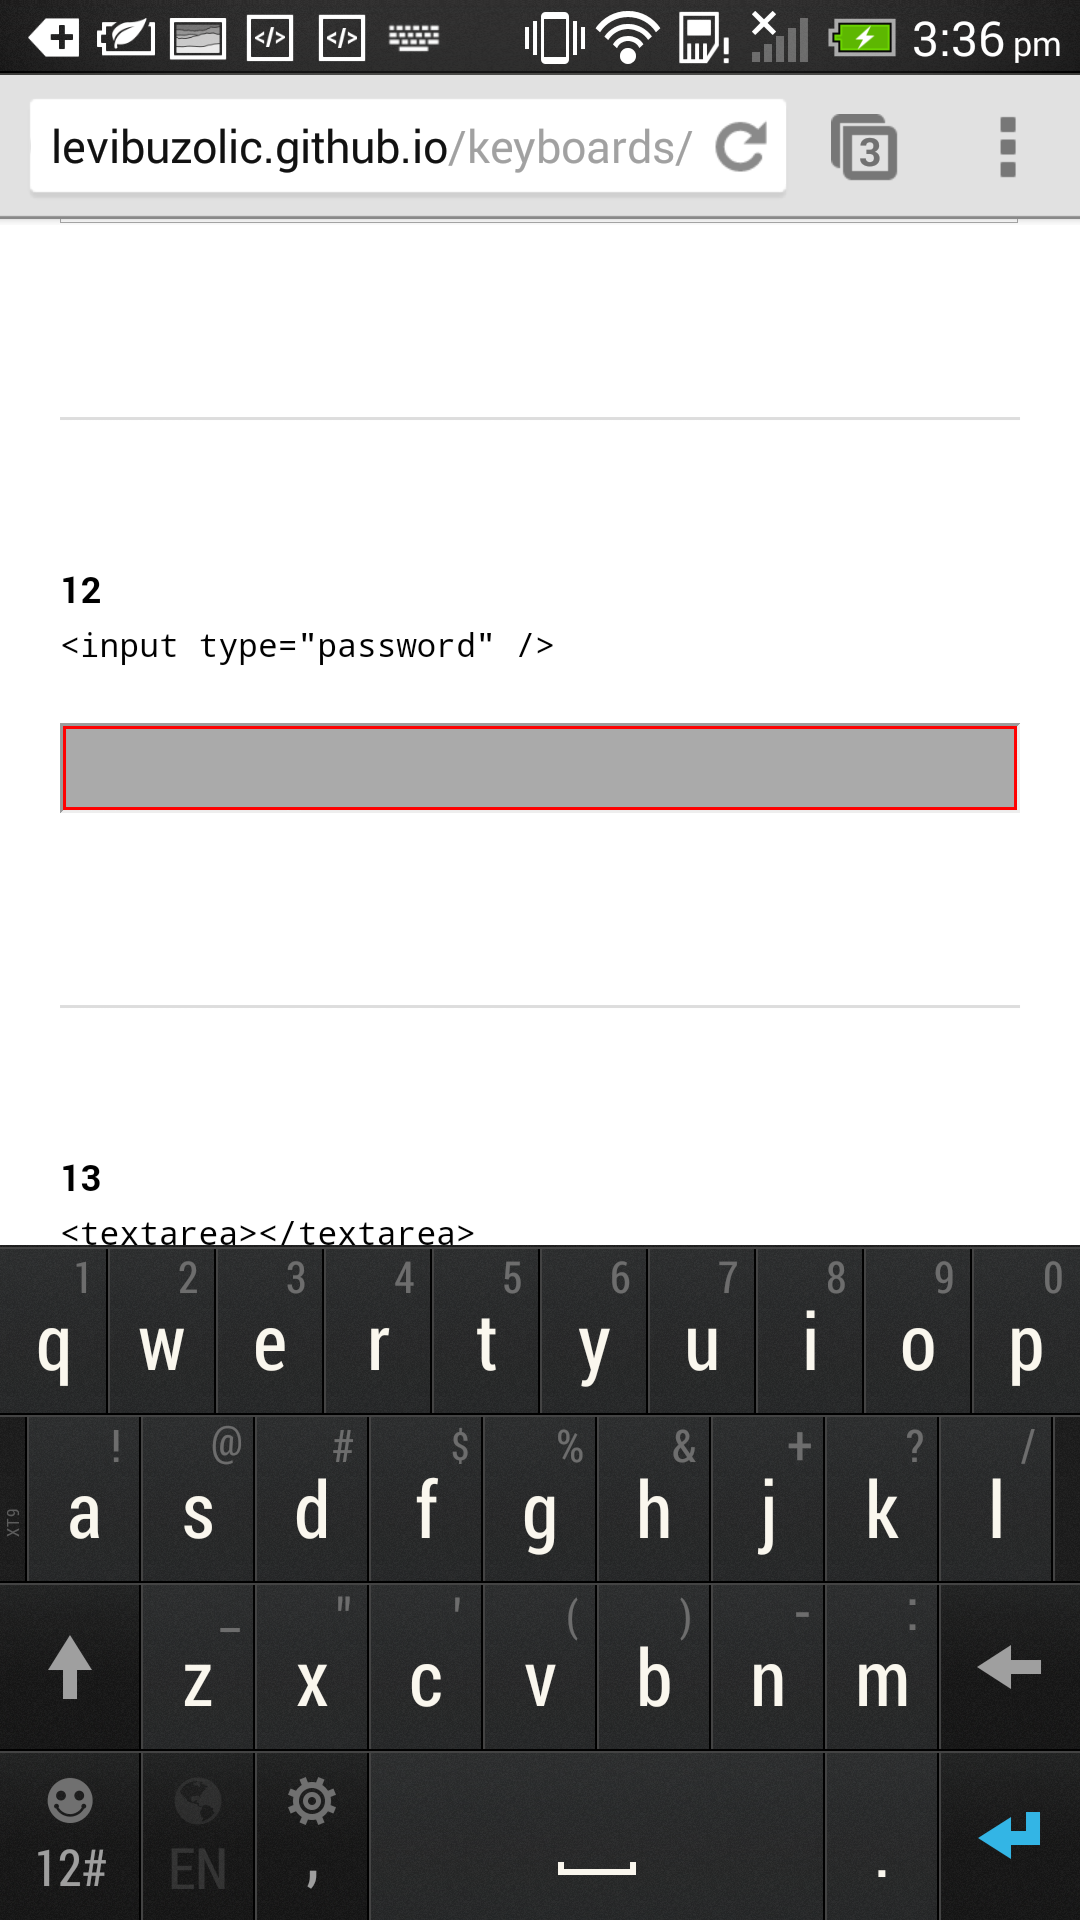 3:36 pm
levibuzolic.github.io/keyboards/
3
12
<input type="password" />
13
<textarea></textarea>
1 2 3 4 5 6 7 8 9 0
q w e r t y u i o p
! @ # $ % & + ? /
XT9 a s d f g h j k l
_ " ' ( ) - :
z x c v b n m
12# EN , .